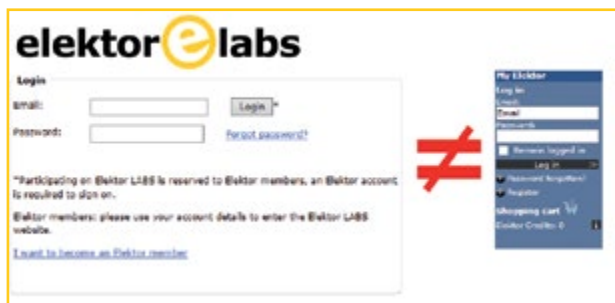 elektor e labs
Login
Email:
Login *
Password:
Forgot password?
*Participating on Elektor LABS is reserved to Elektor members, an Elektor account
is required to sign on.
Elektor members: please use your account details to enter the Elektor LABS
website.
I want to become an Elektor member
≠
My Elektor
Log in
Email:
Email
Password:
Remain logged in
Log in
Password forgotten?
Register
Shopping cart
Elektor Credits: 0